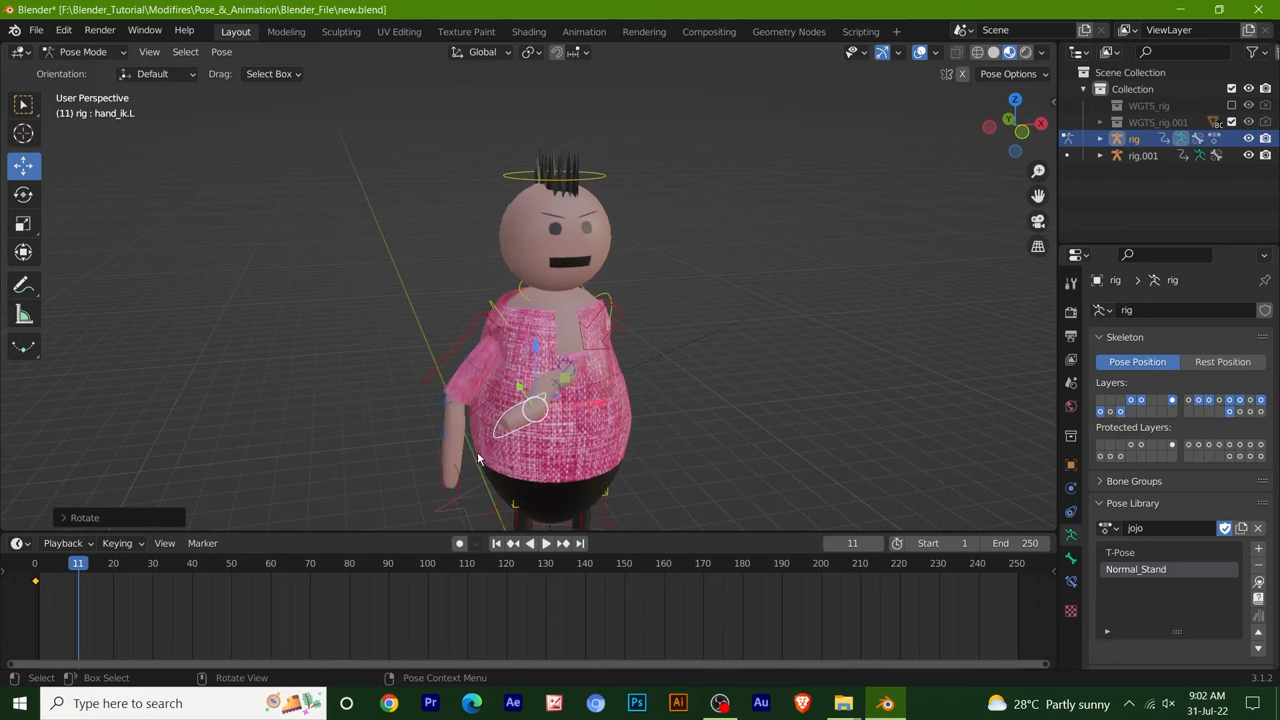 Blender* [F:\Blender_Tutorial\Modifires\Pose_&_Animation\Blender_File\new.blend]
File Edit Render Window Help Layout Modeling Sculpting UV Editing Texture Paint Shading Animation Rendering Compositing Geometry Nodes Scripting + Scene ViewLayer
Pose Mode View Select Pose Global
Orientation: Default Drag: Select Box X Pose Options
Scene Collection
Collection
WGTS_rig
WGTS_rig.001
rig
rig.001
User Perspective
(11) rig : hand_ik.L
Z
Y
X
rig > rig
rig
Skeleton
Pose Position Rest Position
Layers:
Protected Layers:
Bone Groups
Pose Library
jojo
T-Pose
Normal_Stand
> Rotate
Playback Keying View Marker 11 Start 1 End 250
0 11 20 30 40 50 60 70 80 90 100 110 120 130 140 150 160 170 180 190 200 210 220 230 240 250
Select Box Select Rotate View Pose Context Menu 3.1.2
Type here to search Pr Ae Ps Ai Au 28°C Partly sunny 9:02 AM
31-Jul-22